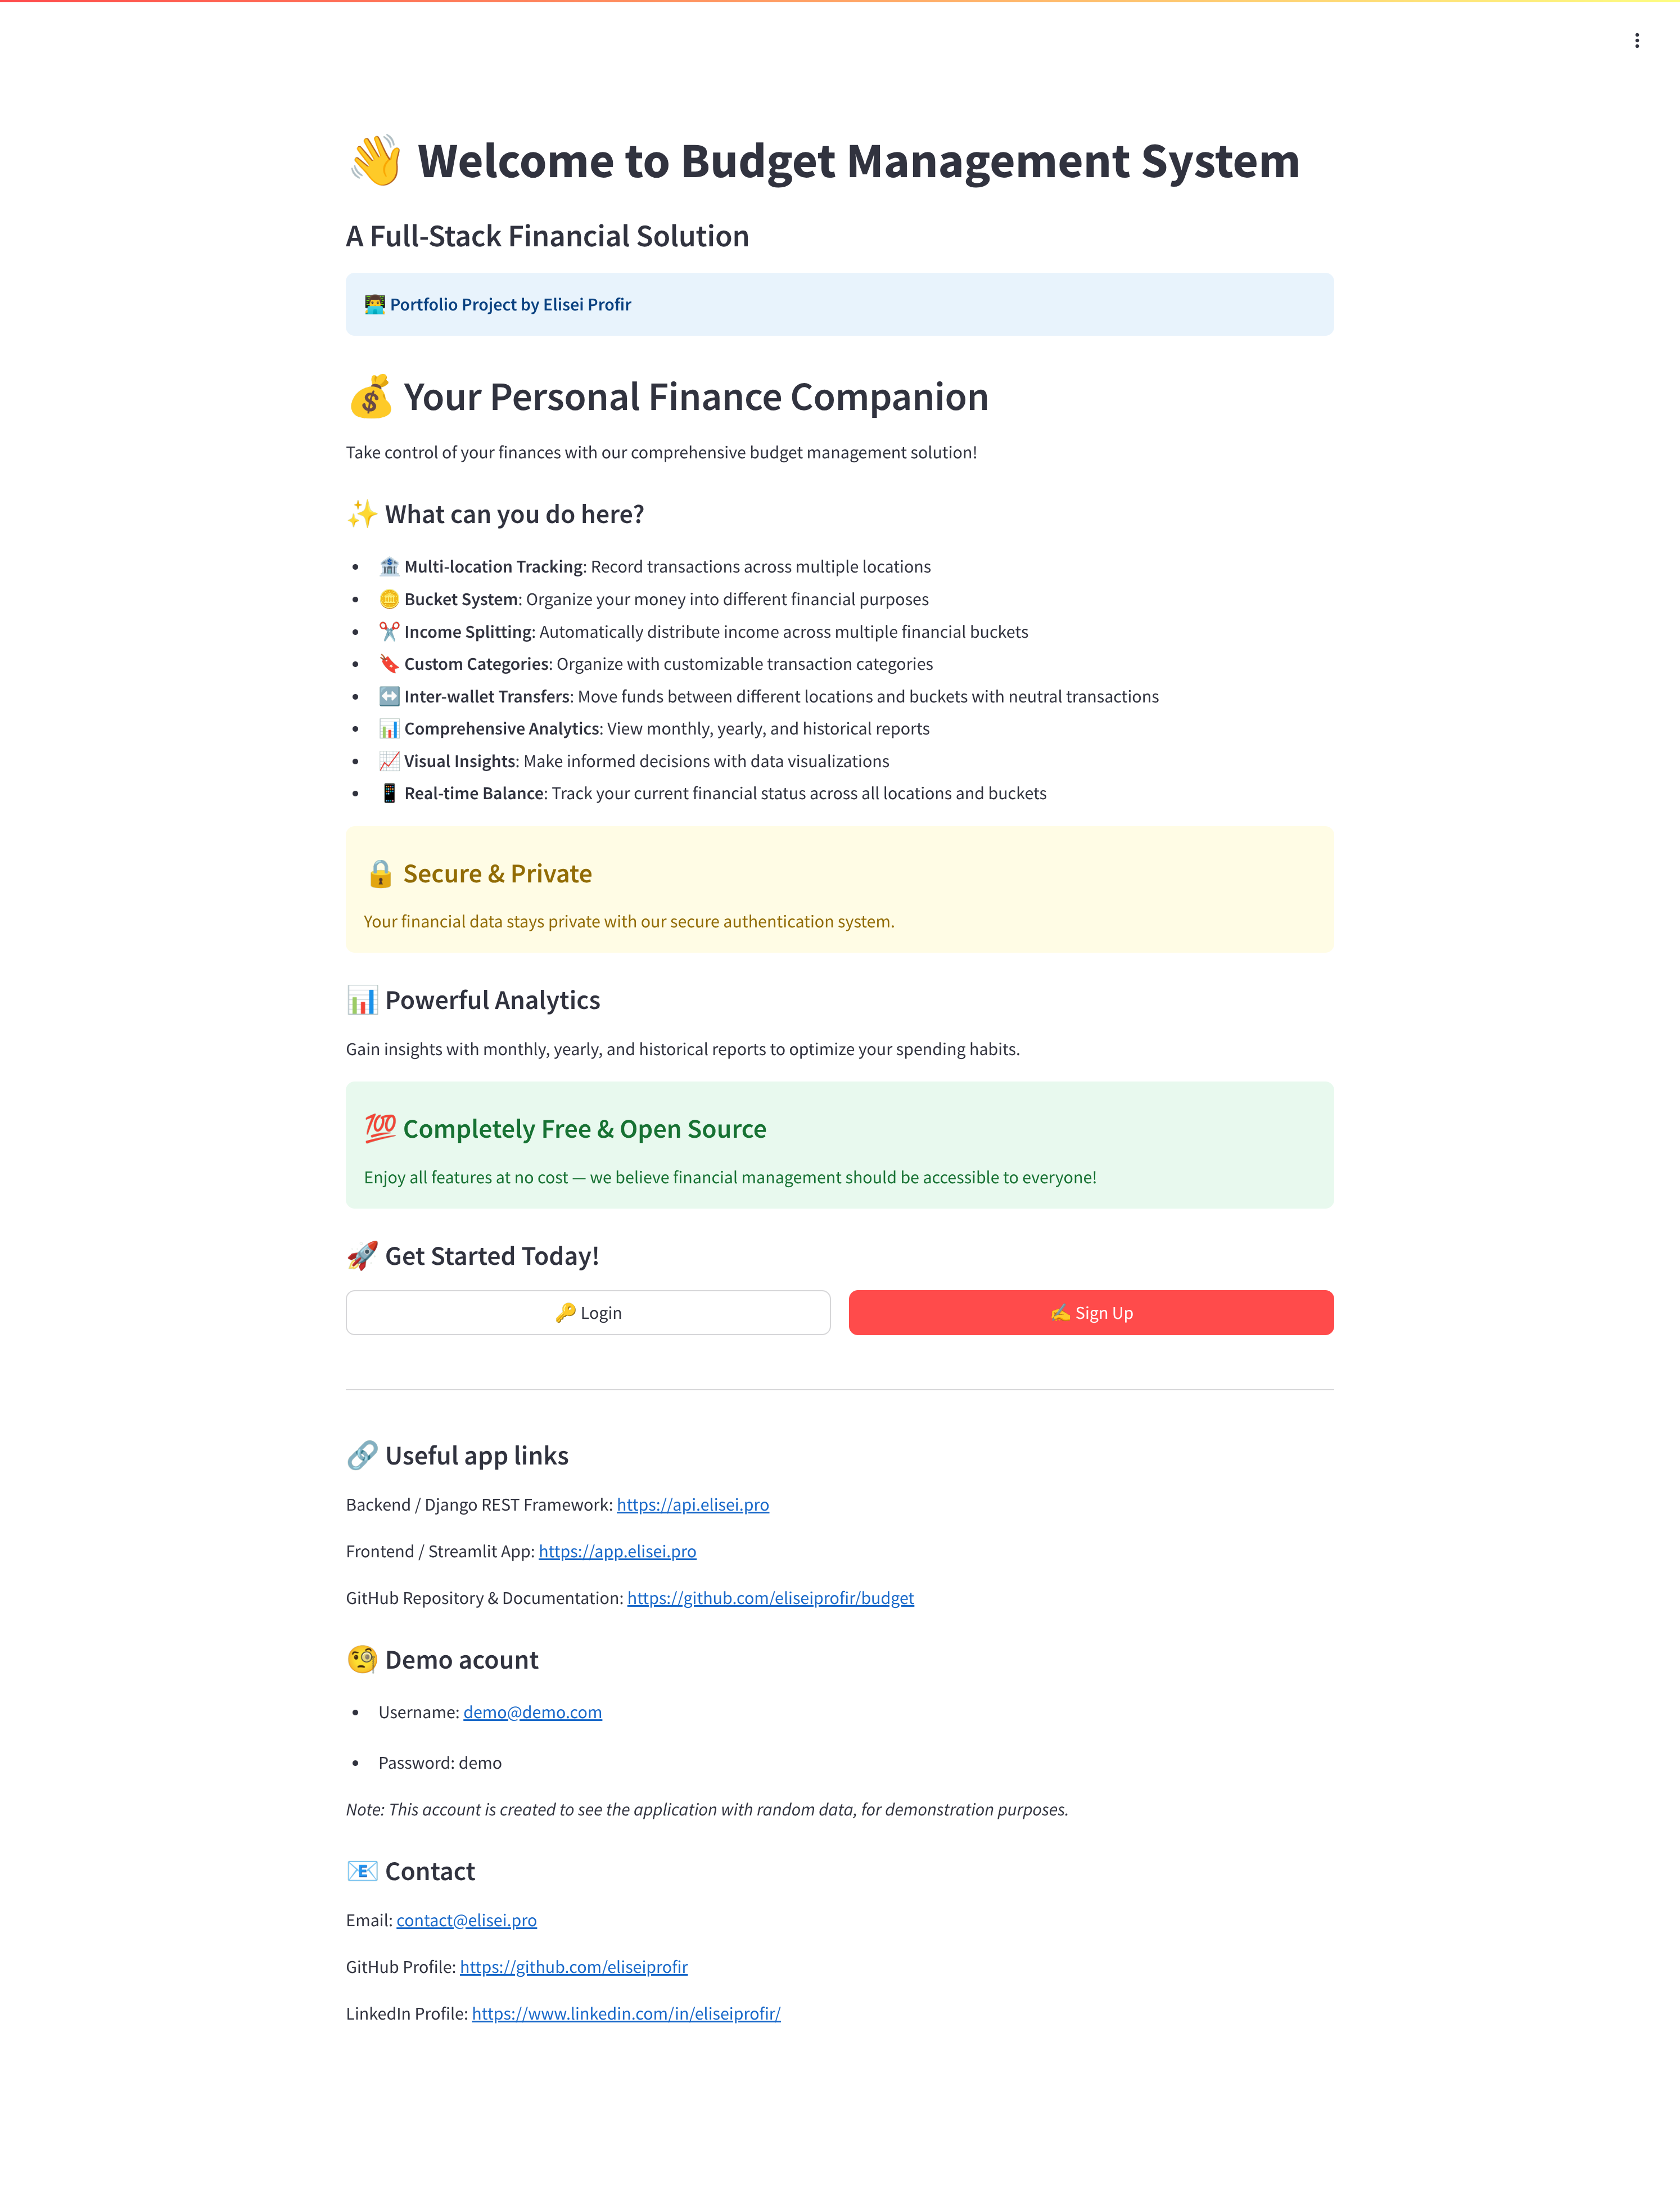 👋 Welcome to Budget Management System
A Full-Stack Financial Solution
👨‍💻 Portfolio Project by Elisei Profir
💰 Your Personal Finance Companion
Take control of your finances with our comprehensive budget management solution!
✨ What can you do here?
• 🏦 Multi-location Tracking: Record transactions across multiple locations
• 🪙 Bucket System: Organize your money into different financial purposes
• ✂️ Income Splitting: Automatically distribute income across multiple financial buckets
• 🔖 Custom Categories: Organize with customizable transaction categories
• ↔️ Inter-wallet Transfers: Move funds between different locations and buckets with neutral transactions
• 📊 Comprehensive Analytics: View monthly, yearly, and historical reports
• 📈 Visual Insights: Make informed decisions with data visualizations
• 📱 Real-time Balance: Track your current financial status across all locations and buckets
🔒 Secure & Private
Your financial data stays private with our secure authentication system.
📊 Powerful Analytics
Gain insights with monthly, yearly, and historical reports to optimize your spending habits.
💯 Completely Free & Open Source
Enjoy all features at no cost — we believe financial management should be accessible to everyone!
🚀 Get Started Today!
🔑 Login
✍️ Sign Up
🔗 Useful app links
Backend / Django REST Framework: https://api.elisei.pro
Frontend / Streamlit App: https://app.elisei.pro
GitHub Repository & Documentation: https://github.com/eliseiprofir/budget
🧐 Demo acount
• Username: demo@demo.com
• Password: demo
Note: This account is created to see the application with random data, for demonstration purposes.
📧 Contact
Email: contact@elisei.pro
GitHub Profile: https://github.com/eliseiprofir
LinkedIn Profile: https://www.linkedin.com/in/eliseiprofir/